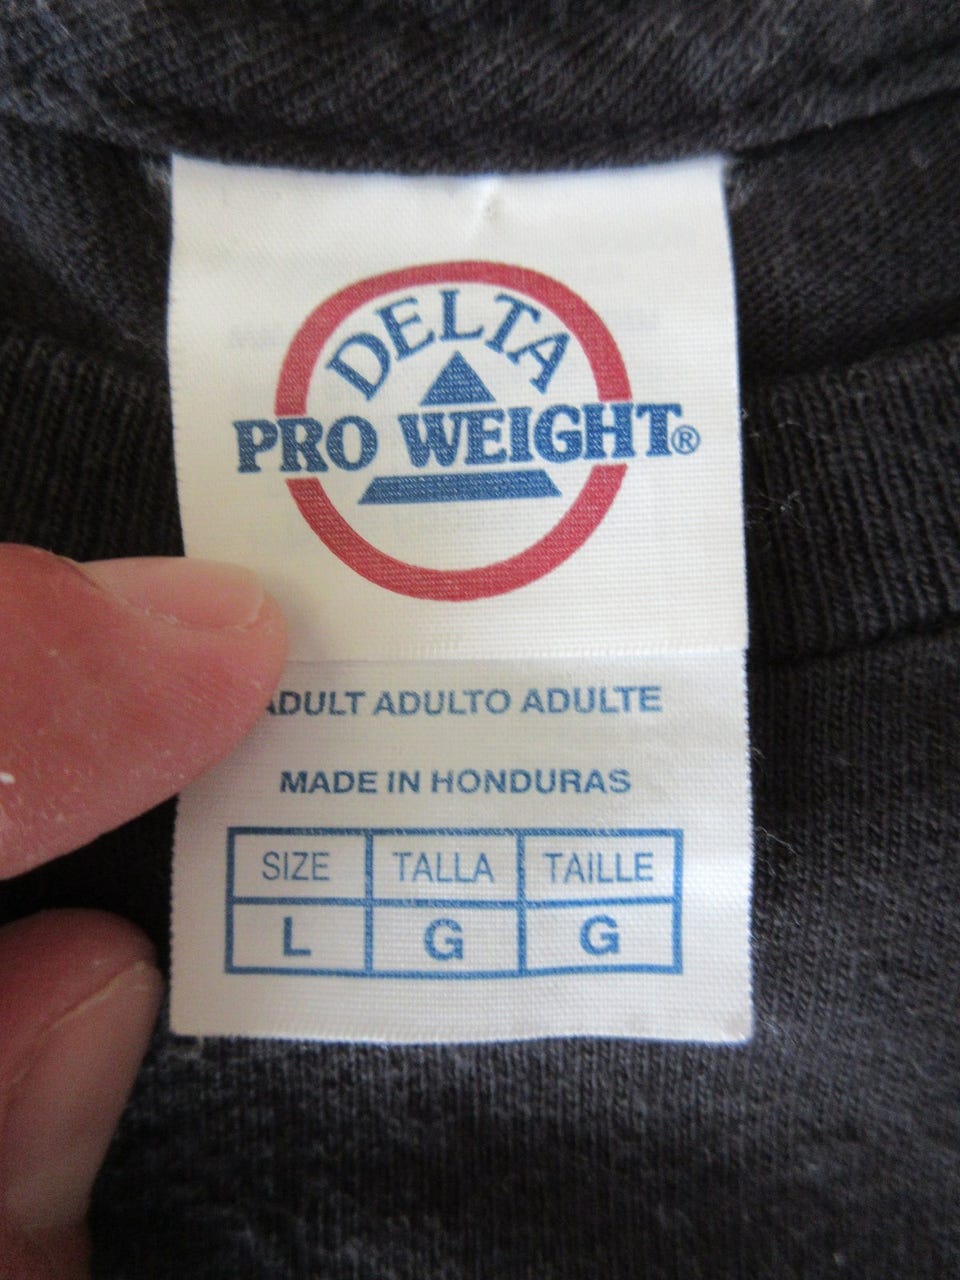 DELTA
PRO WEIGHT®
ADULT ADULTO ADULTE
MADE IN HONDURAS
SIZE TALLA TAILLE
L G G